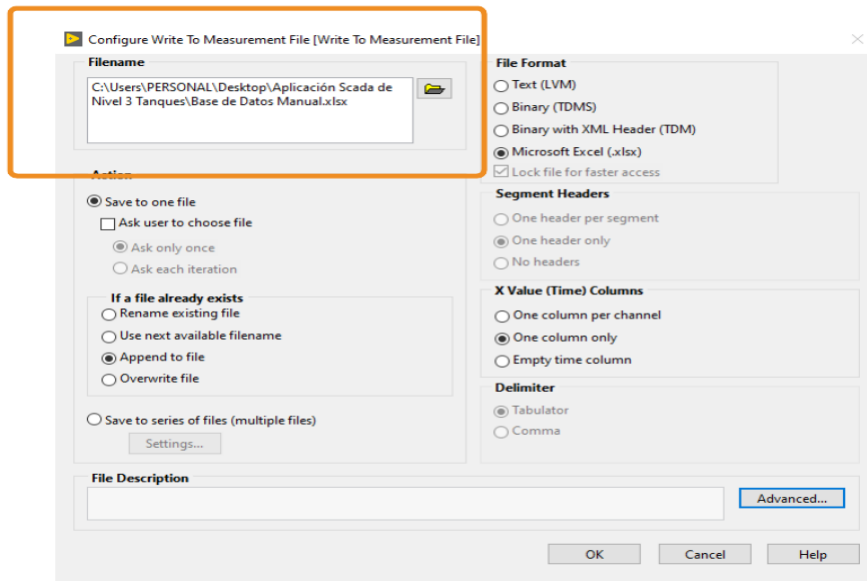 Configure Write To Measurement File [Write To Measurement File]
Filename
C:\Users\PERSONAL\Desktop\Aplicación Scada de
Nivel 3 Tanques\Base de Datos Manual.xlsx
Action
Save to one file
Ask user to choose file
Ask only once
Ask each iteration
If a file already exists
Rename existing file
Use next available filename
Append to file
Overwrite file
Save to series of files (multiple files)
Settings...
File Format
Text (LVM)
Binary (TDMS)
Binary with XML Header (TDM)
Microsoft Excel (.xlsx)
Lock file for faster access
Segment Headers
One header per segment
One header only
No headers
X Value (Time) Columns
One column per channel
One column only
Empty time column
Delimiter
Tabulator
Comma
File Description
Advanced...
OK
Cancel
Help